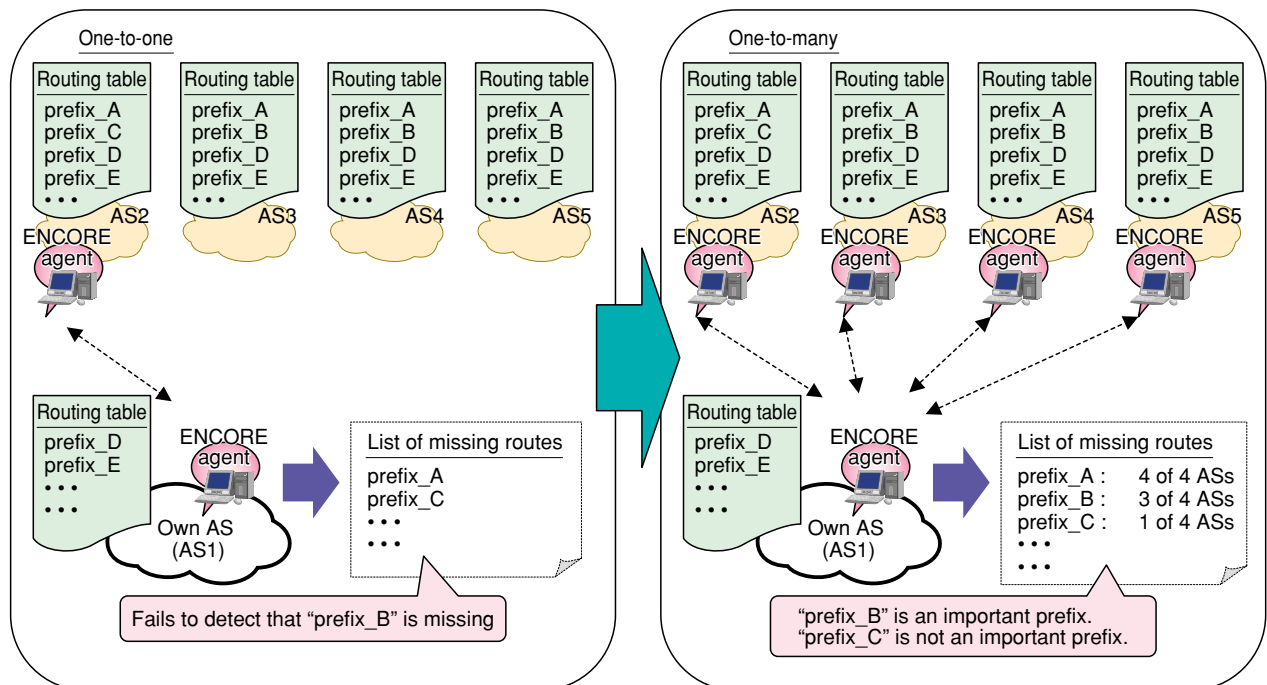 One-to-one
Routing table
prefix_A
prefix_C
prefix_D
prefix_E
• • •
AS2
Routing table
prefix_A
prefix_B
prefix_D
prefix_E
• • •
AS3
Routing table
prefix_A
prefix_B
prefix_D
prefix_E
• • •
AS4
Routing table
prefix_A
prefix_B
prefix_D
prefix_E
• • •
AS5
ENCORE
agent
Routing table
prefix_D
prefix_E
• • •
• • •
ENCORE
agent
Own AS
(AS1)
List of missing routes
prefix_A
prefix_C
• • •
• • •
Fails to detect that “prefix_B” is missing
One-to-many
Routing table
prefix_A
prefix_C
prefix_D
prefix_E
• • •
AS2
ENCORE
agent
Routing table
prefix_A
prefix_B
prefix_D
prefix_E
• • •
AS3
ENCORE
agent
Routing table
prefix_A
prefix_B
prefix_D
prefix_E
• • •
AS4
ENCORE
agent
Routing table
prefix_A
prefix_B
prefix_D
prefix_E
• • •
AS5
ENCORE
agent
Routing table
prefix_D
prefix_E
• • •
• • •
ENCORE
agent
Own AS
(AS1)
List of missing routes
prefix_A : 4 of 4 ASs
prefix_B : 3 of 4 ASs
prefix_C : 1 of 4 ASs
• • •
• • •
“prefix_B” is an important prefix.
“prefix_C” is not an important prefix.